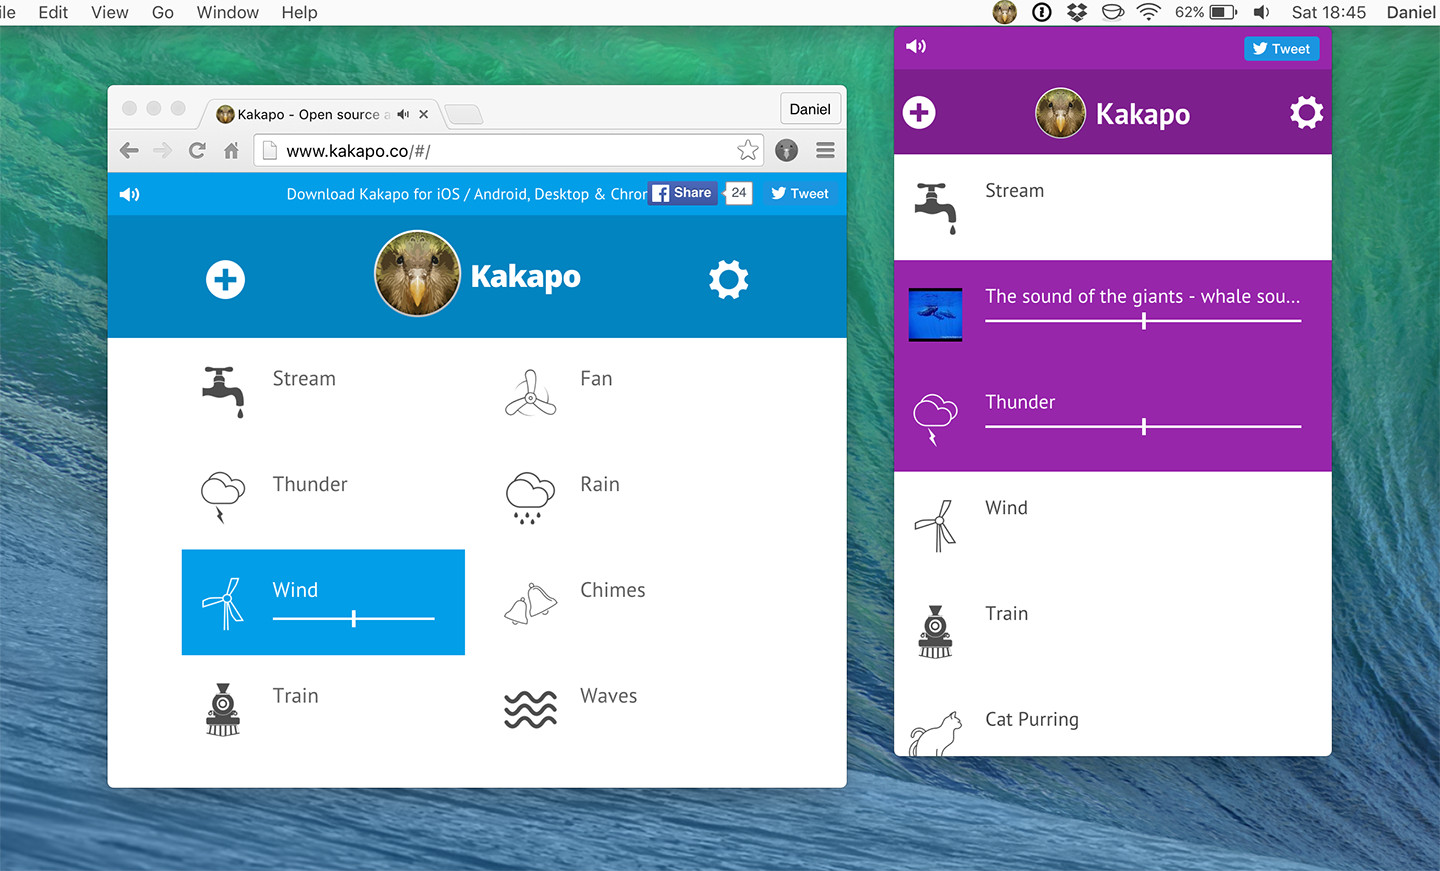 ile Edit View Go Window Help
62% Sat 18:45 Daniel
Kakapo - Open source a
Daniel
www.kakapo.co/#/
Download Kakapo for iOS / Android, Desktop & Chror
Share
24
Tweet
Kakapo
Stream
Fan
Thunder
Rain
Wind
Chimes
Train
Waves
Tweet
Kakapo
Stream
The sound of the giants - whale sou...
Thunder
Wind
Train
Cat Purring